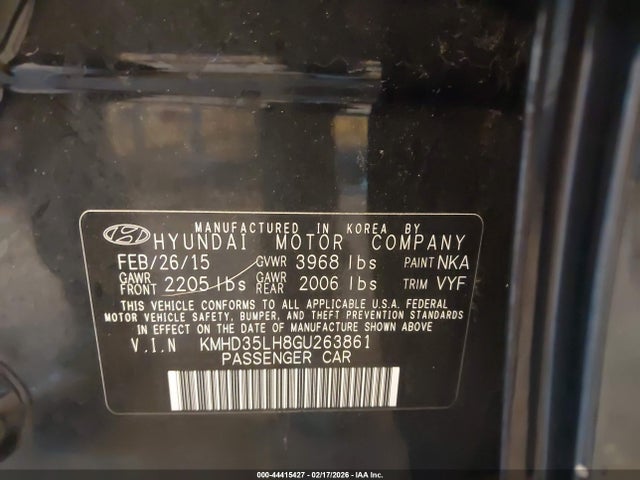 MANUFACTURED IN KOREA BY
HYUNDAI MOTOR COMPANY
FEB/26/15 GVWR 3968 lbs PAINT NKA
GAWR FRONT 2205 lbs GAWR REAR 2006 lbs TRIM VYF
THIS VEHICLE CONFORMS TO ALL APPLICABLE U.S.A. FEDERAL
MOTOR VEHICLE SAFETY, BUMPER, AND THEFT PREVENTION STANDARDS
IN EFFECT ON THE DATE OF MANUFACTURE SHOWN ABOVE
V.I.N KMHD35LH8GU263861
PASSENGER CAR
000-44415427 - 02/17/2026 - IAA Inc.